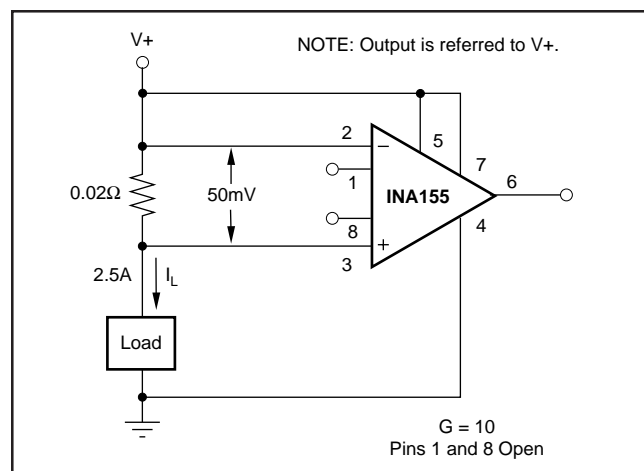 V+
NOTE: Output is referred to V+.
2
5
−
7
0.02Ω
50mV
1
INA155
6
8
4
+
3
2.5A
I_L
Load
G = 10
Pins 1 and 8 Open